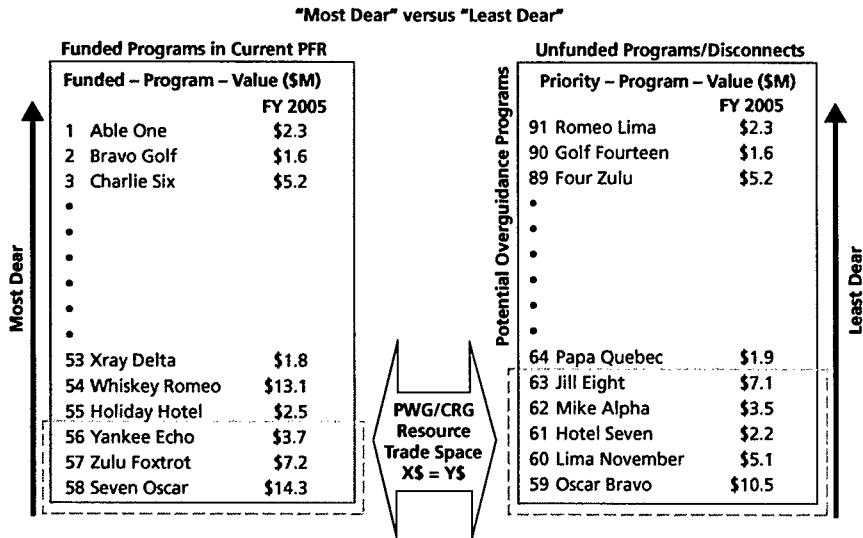 "Most Dear" versus "Least Dear"
Funded Programs in Current PFR
Funded – Program – Value ($M)
FY 2005
1 Able One $2.3
2 Bravo Golf $1.6
3 Charlie Six $5.2
•
•
•
•
•
•
53 Xray Delta $1.8
54 Whiskey Romeo $13.1
55 Holiday Hotel $2.5
56 Yankee Echo $3.7
57 Zulu Foxtrot $7.2
58 Seven Oscar $14.3
Most Dear
PWG/CRG
Resource
Trade Space
X$ = Y$
Unfunded Programs/Disconnects
Potential Overguidance Programs
Priority – Program – Value ($M)
FY 2005
91 Romeo Lima $2.3
90 Golf Fourteen $1.6
89 Four Zulu $5.2
•
•
•
•
•
•
64 Papa Quebec $1.9
63 Jill Eight $7.1
62 Mike Alpha $3.5
61 Hotel Seven $2.2
60 Lima November $5.1
59 Oscar Bravo $10.5
Least Dear